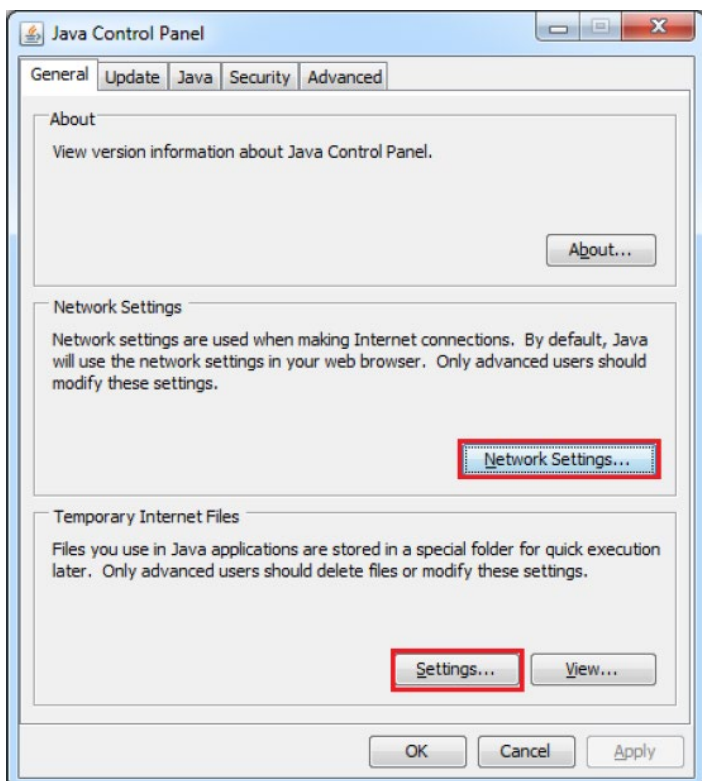 Java Control Panel
General Update Java Security Advanced
About
View version information about Java Control Panel.
About...
Network Settings
Network settings are used when making Internet connections. By default, Java
will use the network settings in your web browser. Only advanced users should
modify these settings.
Network Settings...
Temporary Internet Files
Files you use in Java applications are stored in a special folder for quick execution
later. Only advanced users should delete files or modify these settings.
Settings... View...
OK Cancel Apply